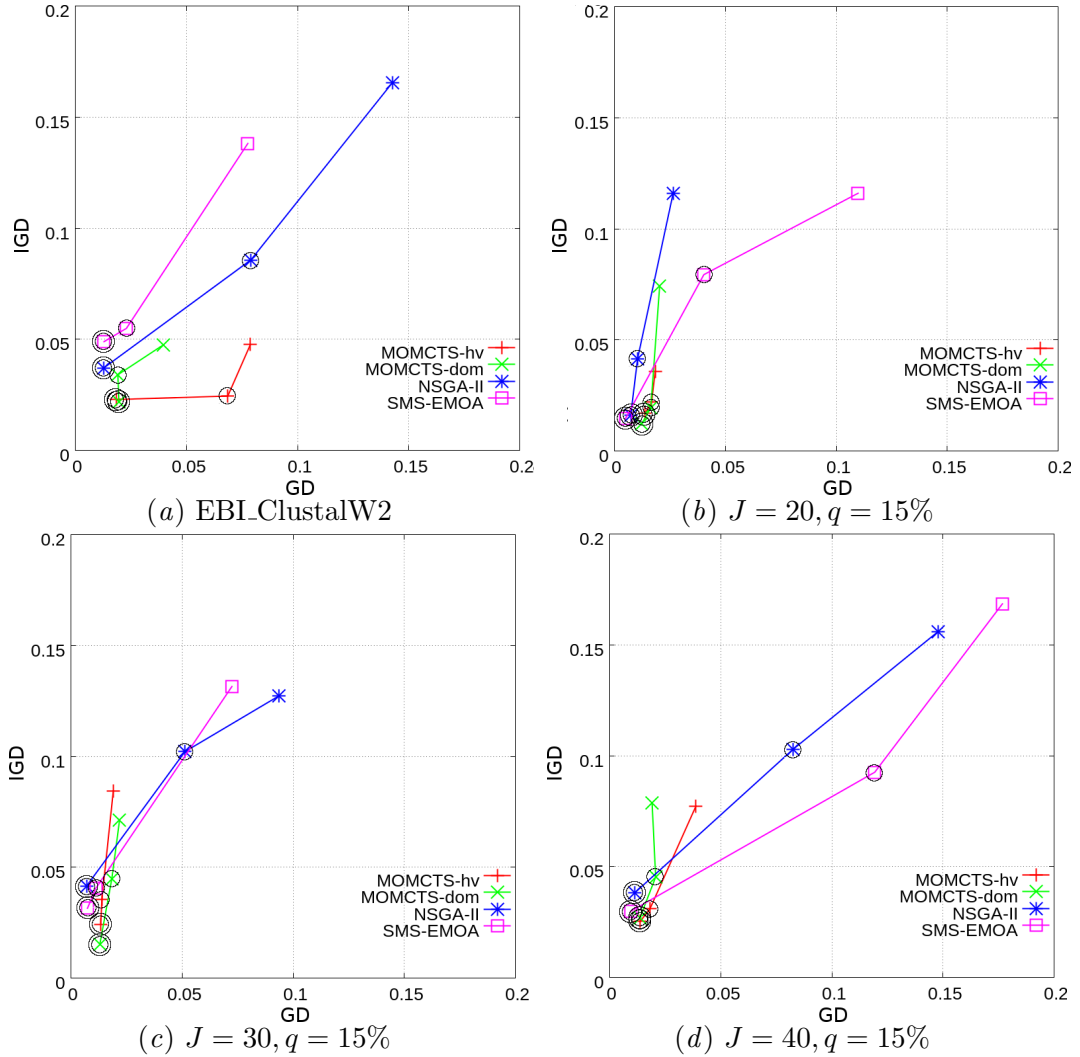 0.2
0.15
0.1
0.05
0
IGD
MOMCTS-hv
MOMCTS-dom
NSGA-II
SMS-EMOA
0 0.05 0.1 0.15 0.2
GD
(a) EBI_ClustalW2
0.2
0.15
0.1
0.05
0
IGD
MOMCTS-hv
MOMCTS-dom
NSGA-II
SMS-EMOA
0 0.05 0.1 0.15 0.2
GD
(b) J = 20, q = 15%
0.2
0.15
0.1
0.05
0
IGD
MOMCTS-hv
MOMCTS-dom
NSGA-II
SMS-EMOA
0 0.05 0.1 0.15 0.2
GD
(c) J = 30, q = 15%
0.2
0.15
0.1
0.05
0
IGD
MOMCTS-hv
MOMCTS-dom
NSGA-II
SMS-EMOA
0 0.05 0.1 0.15 0.2
GD
(d) J = 40, q = 15%